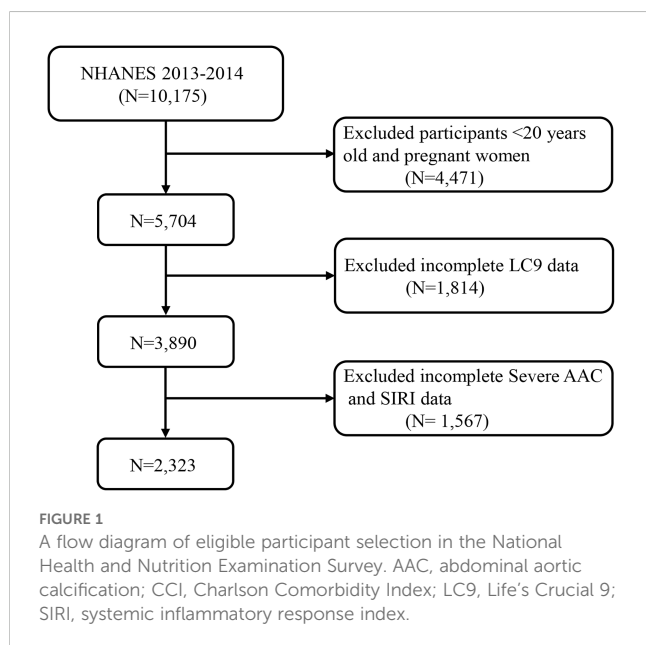 NHANES 2013-2014
(N=10,175)
Excluded participants <20 years
old and pregnant women
(N=4,471)
N=5,704
Excluded incomplete LC9 data
(N=1,814)
N=3,890
Excluded incomplete Severe AAC
and SIRI data
(N= 1,567)
N=2,323
FIGURE 1
A flow diagram of eligible participant selection in the National
Health and Nutrition Examination Survey. AAC, abdominal aortic
calcification; CCI, Charlson Comorbidity Index; LC9, Life's Crucial 9;
SIRI, systemic inflammatory response index.